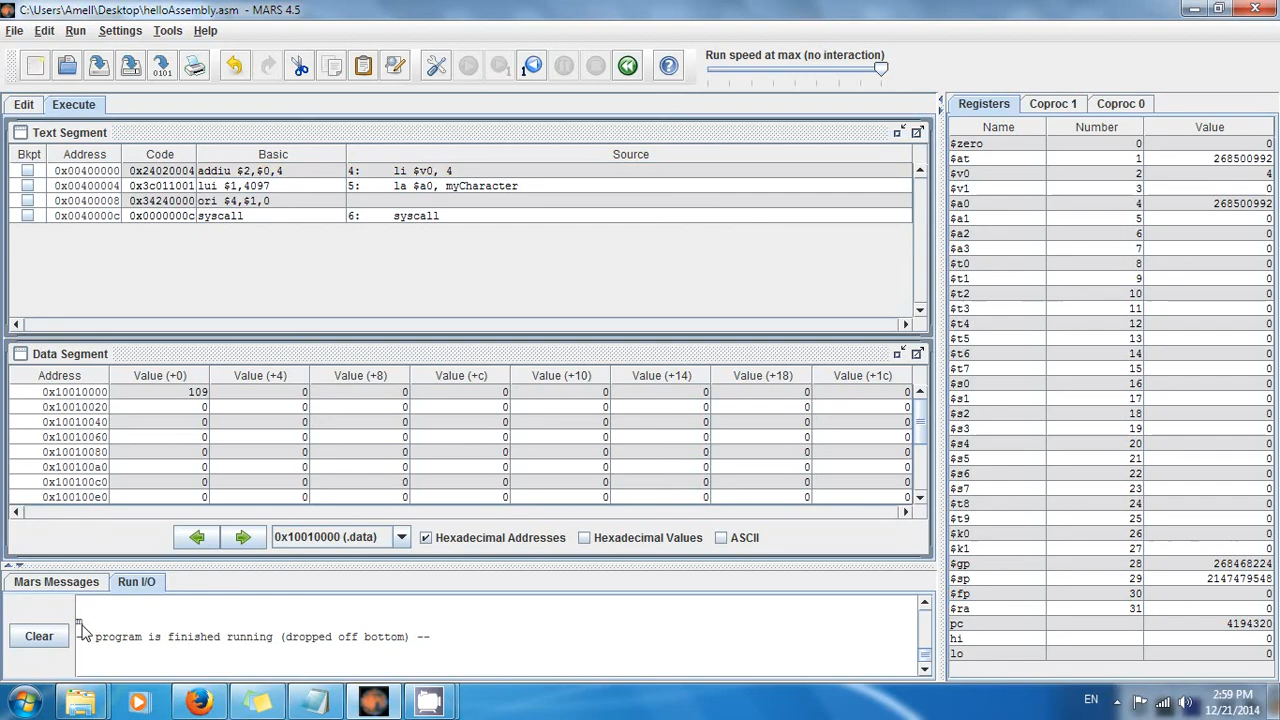 C:\Users\Amell\Desktop\helloAssembly.asm - MARS 4.5
File Edit Run Settings Tools Help
Run speed at max (no interaction)
Edit Execute
Text Segment
Bkpt Address Code Basic Source
0x00400000 0x24020004 addiu $2,$0,4 4: li $v0, 4
0x00400004 0x3c011001 lui $1,4097 5: la $a0, myCharacter
0x00400008 0x34240000 ori $4,$1,0
0x0040000c 0x0000000c syscall 6: syscall
Data Segment
Address Value (+0) Value (+4) Value (+8) Value (+c) Value (+10) Value (+14) Value (+18) Value (+1c)
0x10010000 109 0 0 0 0 0 0 0
0x10010020 0 0 0 0 0 0 0 0
0x10010040 0 0 0 0 0 0 0 0
0x10010060 0 0 0 0 0 0 0 0
0x10010080 0 0 0 0 0 0 0 0
0x100100a0 0 0 0 0 0 0 0 0
0x100100c0 0 0 0 0 0 0 0 0
0x100100e0 0 0 0 0 0 0 0 0
0x10010000 (.data) Hexadecimal Addresses Hexadecimal Values ASCII
Mars Messages Run I/O
Clear
m
program is finished running (dropped off bottom) --
Registers Coproc 1 Coproc 0
Name Number Value
$zero 0 0
$at 1 268500992
$v0 2 4
$v1 3 0
$a0 4 268500992
$a1 5 0
$a2 6 0
$a3 7 0
$t0 8 0
$t1 9 0
$t2 10 0
$t3 11 0
$t4 12 0
$t5 13 0
$t6 14 0
$t7 15 0
$s0 16 0
$s1 17 0
$s2 18 0
$s3 19 0
$s4 20 0
$s5 21 0
$s6 22 0
$s7 23 0
$t8 24 0
$t9 25 0
$k0 26 0
$k1 27 0
$gp 28 268468224
$sp 29 2147479548
$fp 30 0
$ra 31 0
pc 4194320
hi 0
lo 0
EN
2:59 PM
12/21/2014